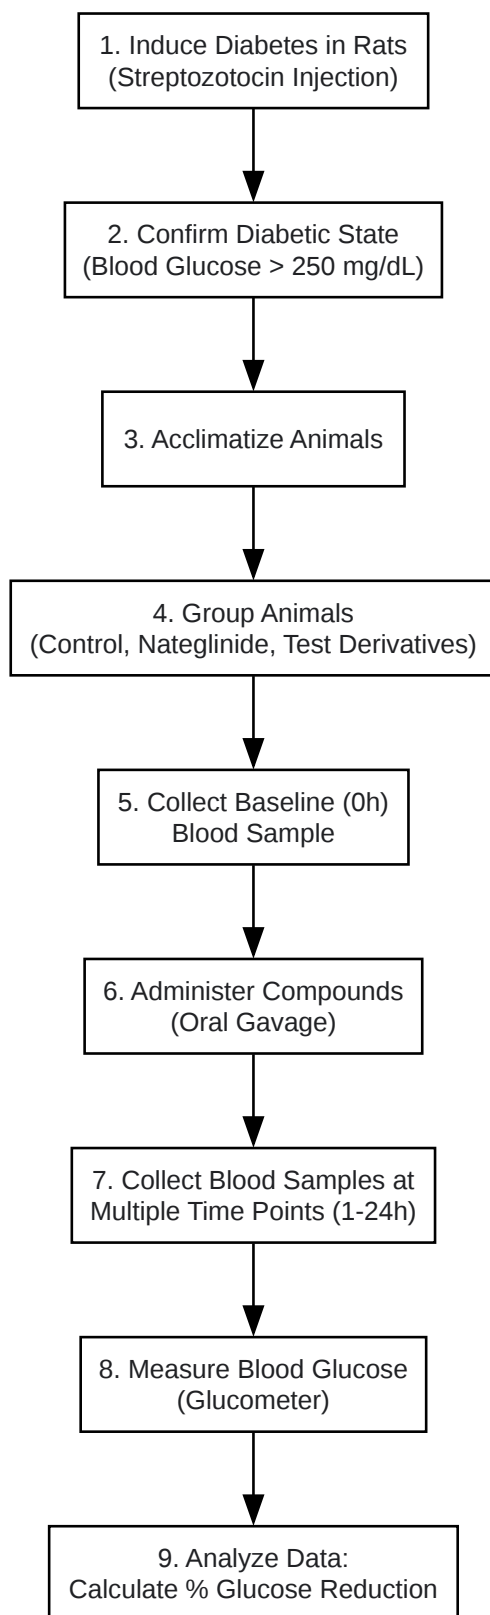 1. Induce Diabetes in Rats
(Streptozotocin Injection)
2. Confirm Diabetic State
(Blood Glucose > 250 mg/dL)
3. Acclimatize Animals
4. Group Animals
(Control, Nateglinide, Test Derivatives)
5. Collect Baseline (0h)
Blood Sample
6. Administer Compounds
(Oral Gavage)
7. Collect Blood Samples at
Multiple Time Points (1-24h)
8. Measure Blood Glucose
(Glucometer)
9. Analyze Data:
Calculate % Glucose Reduction